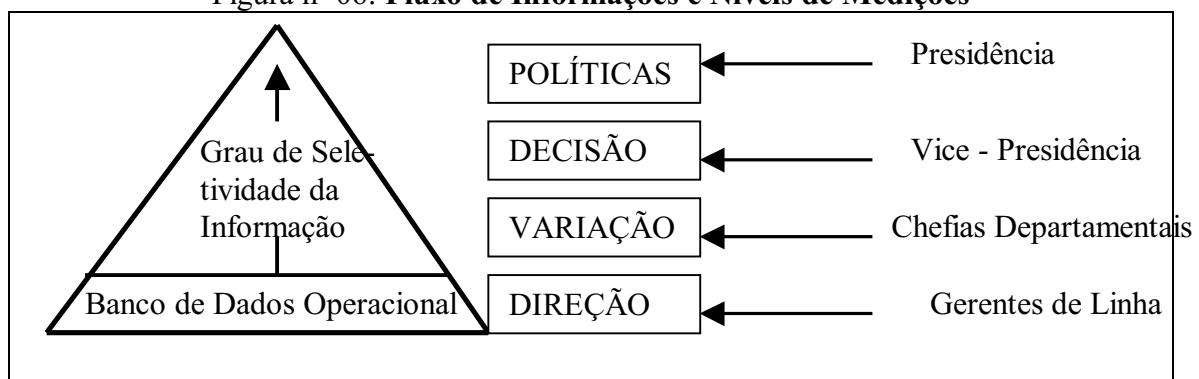 Figura nº 06: Fluxo de Informações e Níveis de Medições
POLÍTICAS
Presidência
Grau de Sele-
tividade da
Informação
DECISÃO
Vice - Presidência
VARIAÇÃO
Chefias Departamentais
Banco de Dados Operacional
DIREÇÃO
Gerentes de Linha